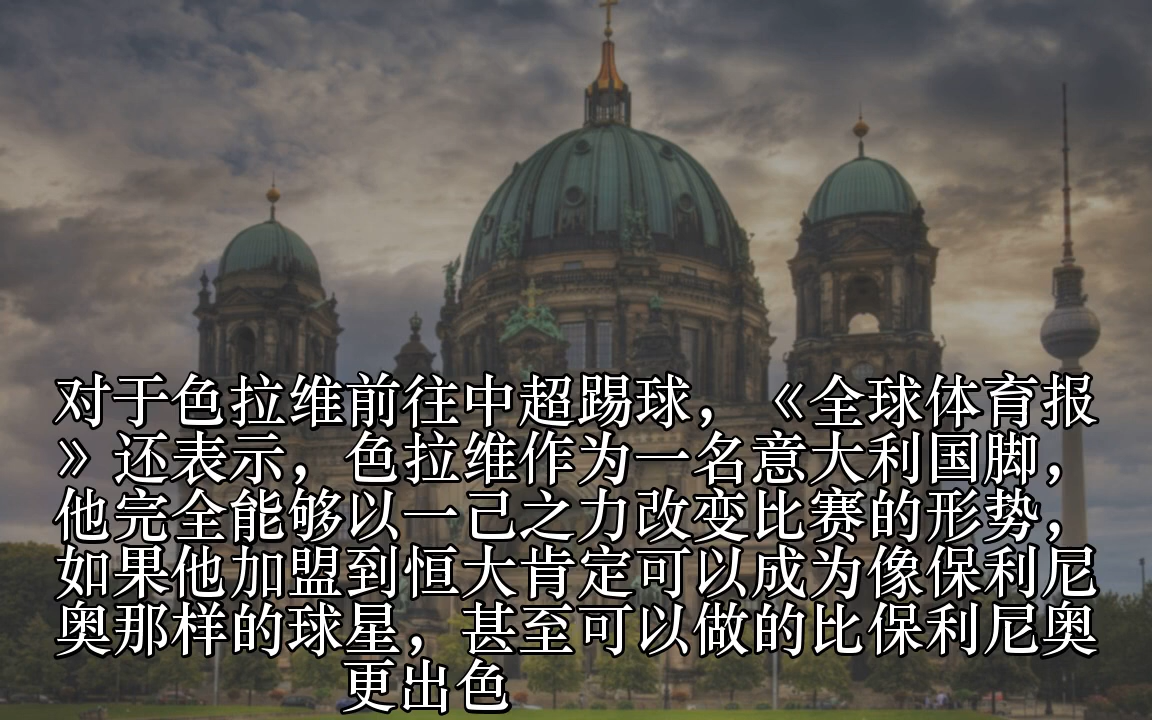 对于色拉维前往中超踢球，《全球体育报
》还表示，色拉维作为一名意大利国脚，
他完全能够以一己之力改变比赛的形势，
如果他加盟到恒大肯定可以成为像保利尼
奥那样的球星，甚至可以做的比保利尼奥
更出色